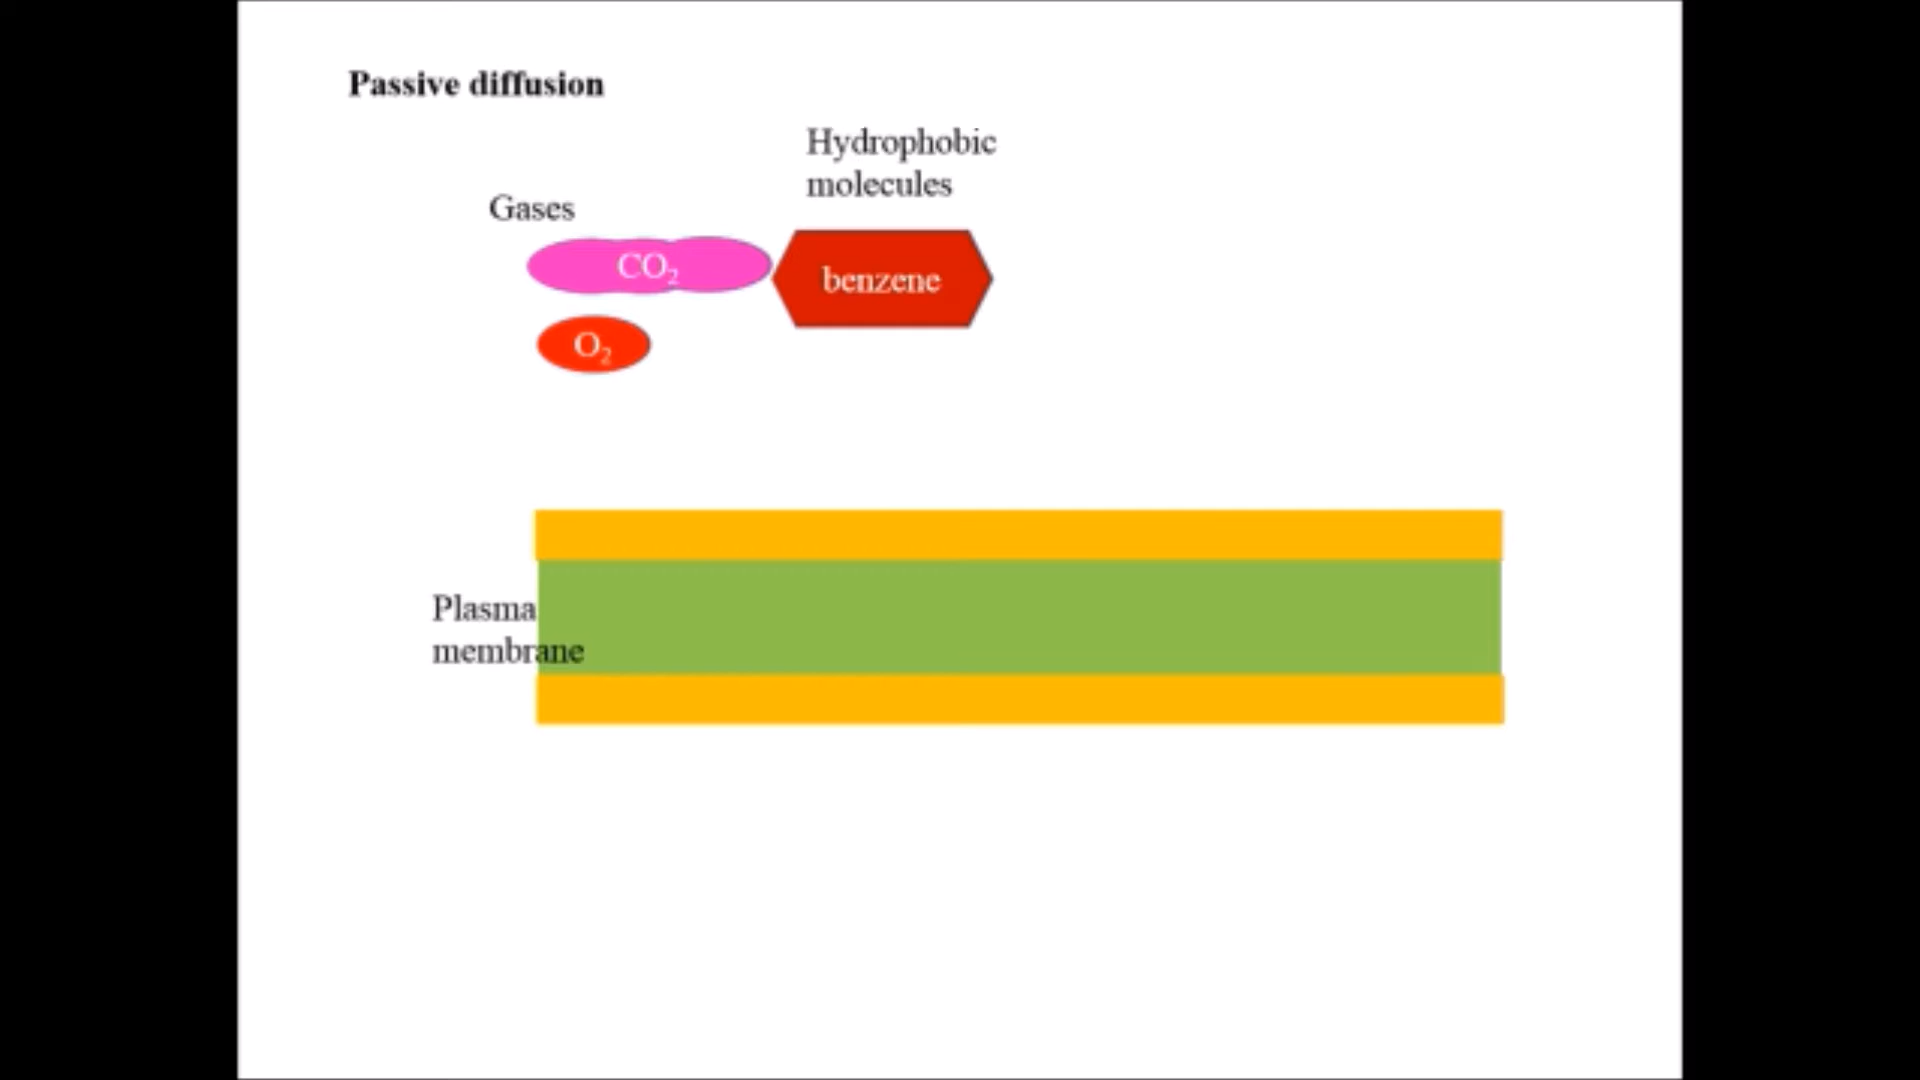 Passive diffusion
Hydrophobic
molecules
Gases
CO₂
benzene
O₂
Plasma
membrane